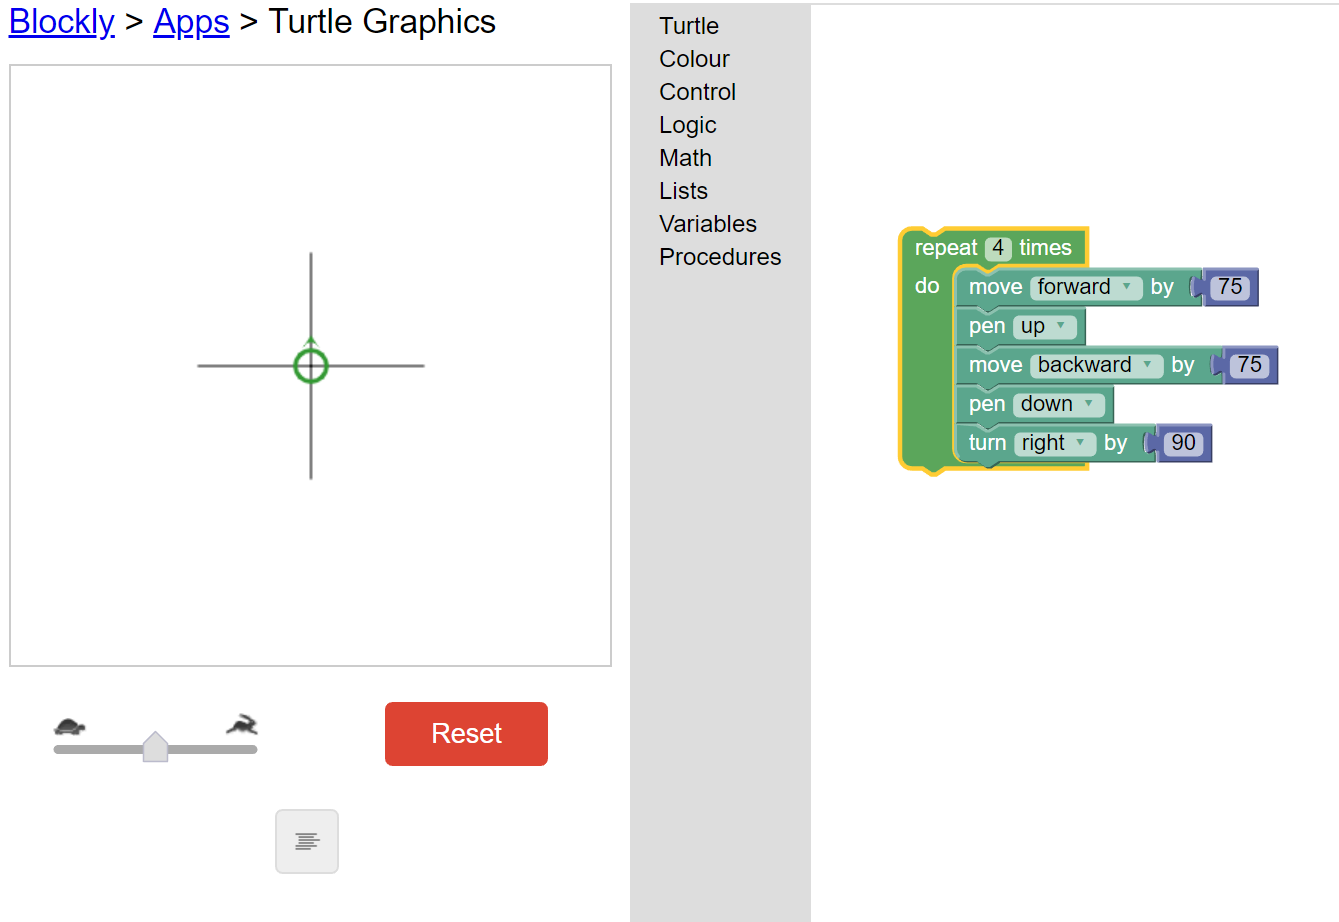 Blockly > Apps > Turtle Graphics
Reset
Turtle
Colour
Control
Logic
Math
Lists
Variables
Procedures
repeat 4 times
do move forward by 75
pen up
move backward by 75
pen down
turn right by 90